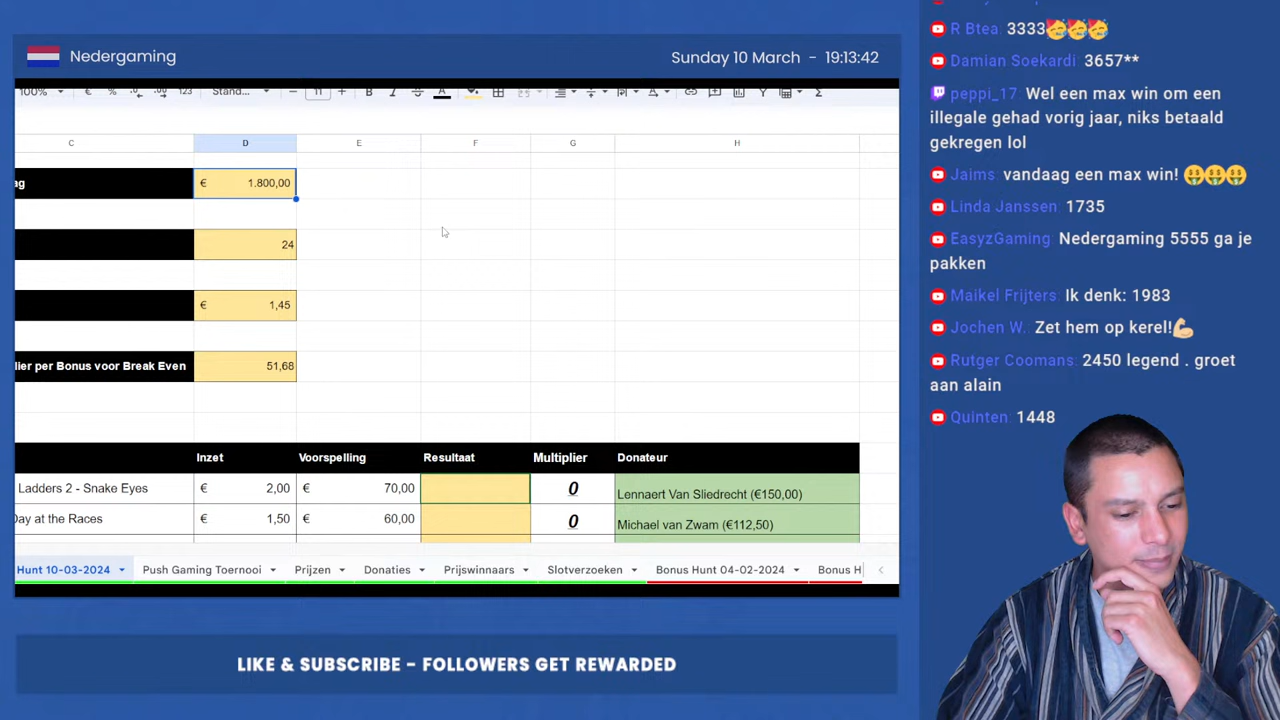 Nedergaming
Sunday 10 March - 19:13:42
100% € % .0 .00 123 Stand... 11 B I A
C D E F G H
ag € 1.800,00
24
€ 1,45
lier per Bonus voor Break Even 51,68
Inzet Voorspelling Resultaat Multiplier Donateur
Ladders 2 - Snake Eyes € 2,00 € 70,00 0 Lennaert Van Sliedrecht (€150,00)
Day at the Races € 1,50 € 60,00 0 Michael van Zwam (€112,50)
Hunt 10-03-2024 Push Gaming Toernooi Prijzen Donaties Prijswinnaars Slotverzoeken Bonus Hunt 04-02-2024 Bonus H
LIKE & SUBSCRIBE - FOLLOWERS GET REWARDED
R Btea: 3333🥳🥳🥳
Damian Soekardi: 3657**
peppi_17: Wel een max win om een
illegale gehad vorig jaar, niks betaald
gekregen lol
Jaims: vandaag een max win! 🤑🤑🤑
Linda Janssen: 1735
EasyzGaming: Nedergaming 5555 ga je
pakken
Maikel Frijters: Ik denk: 1983
Jochen W.: Zet hem op kerel!💪🏼
Rutger Coomans: 2450 legend . groet
aan alain
Quinten: 1448